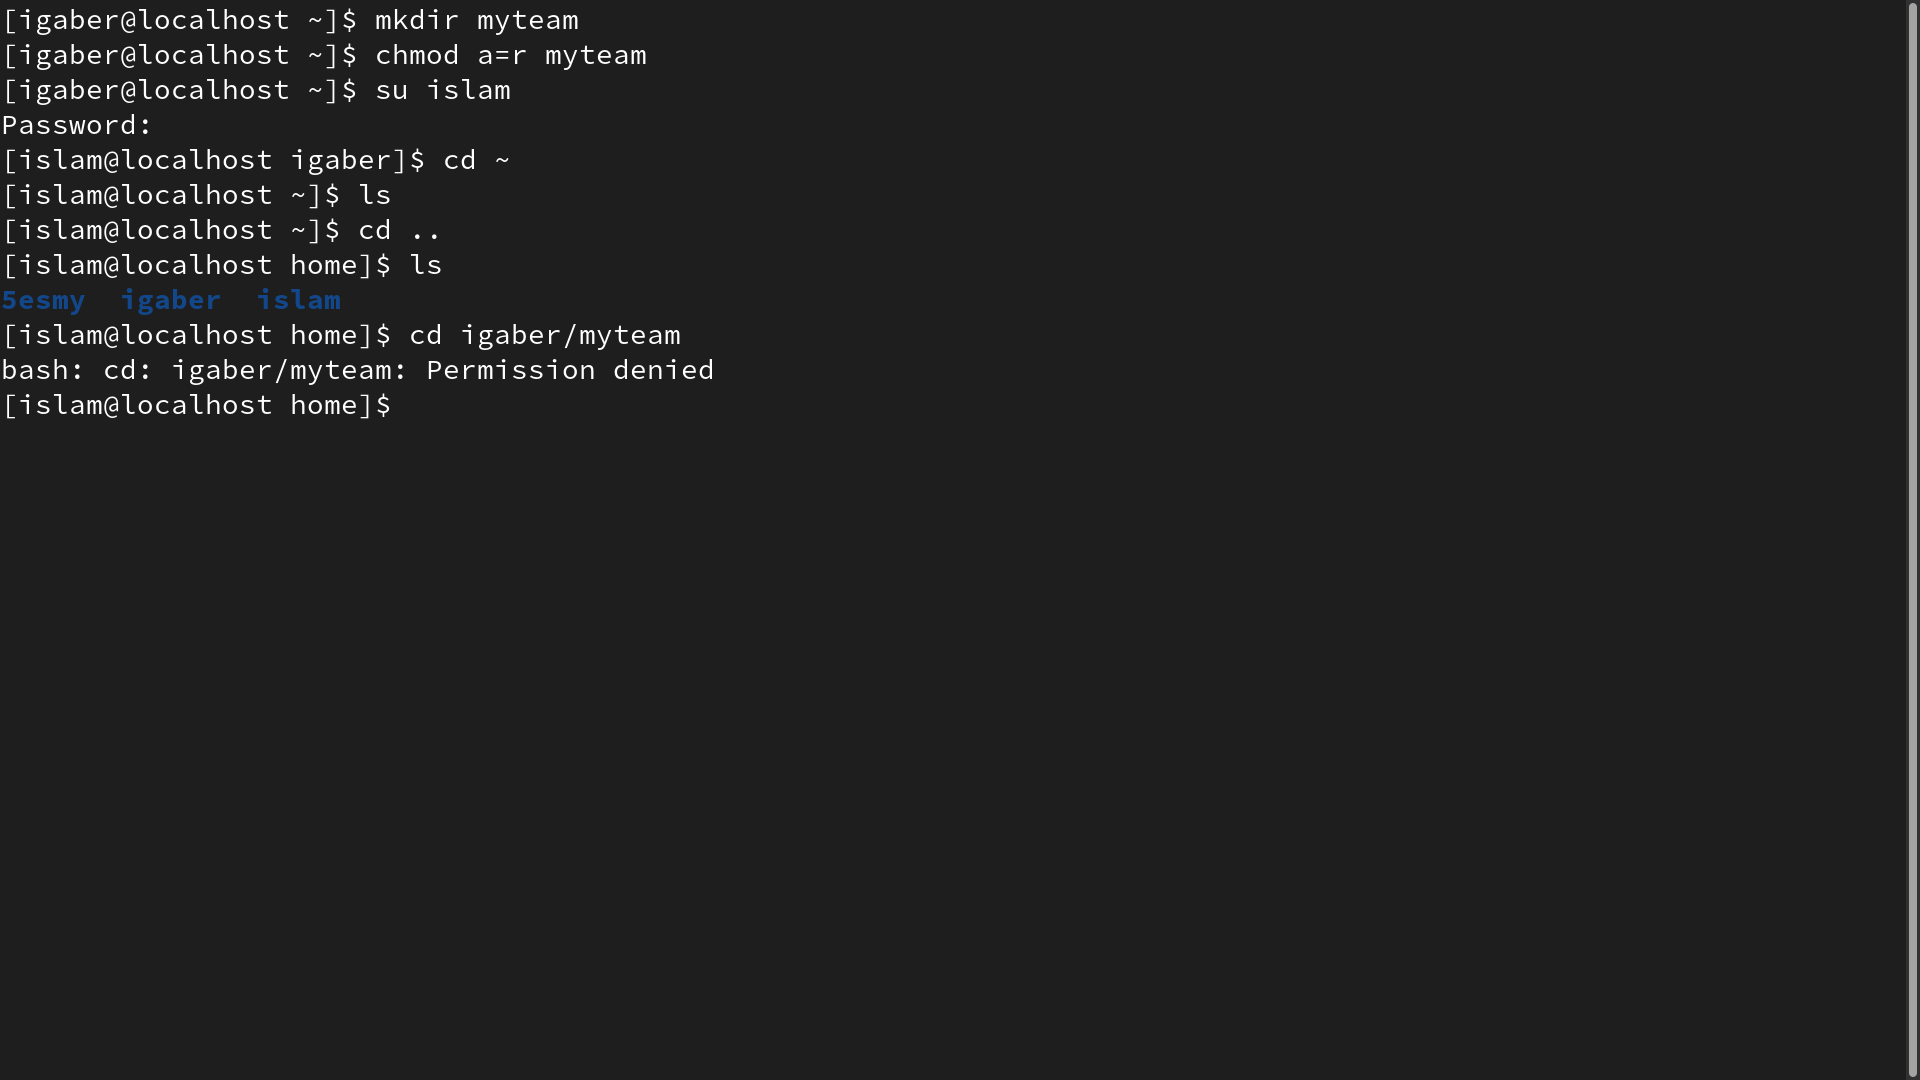 [igaber@localhost ~]$ mkdir myteam
[igaber@localhost ~]$ chmod a=r myteam
[igaber@localhost ~]$ su islam
Password:
[islam@localhost igaber]$ cd ~
[islam@localhost ~]$ ls
[islam@localhost ~]$ cd ..
[islam@localhost home]$ ls
5esmy  igaber  islam
[islam@localhost home]$ cd igaber/myteam
bash: cd: igaber/myteam: Permission denied
[islam@localhost home]$